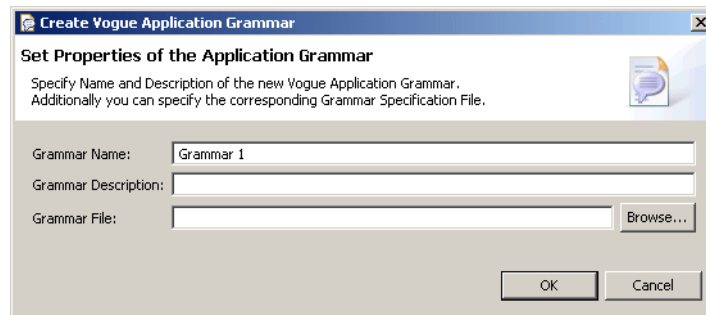 Create Vogue Application Grammar
Set Properties of the Application Grammar
Specify Name and Description of the new Vogue Application Grammar.
Additionally you can specify the corresponding Grammar Specification File.
Grammar Name: Grammar 1
Grammar Description:
Grammar File: Browse...
OK Cancel